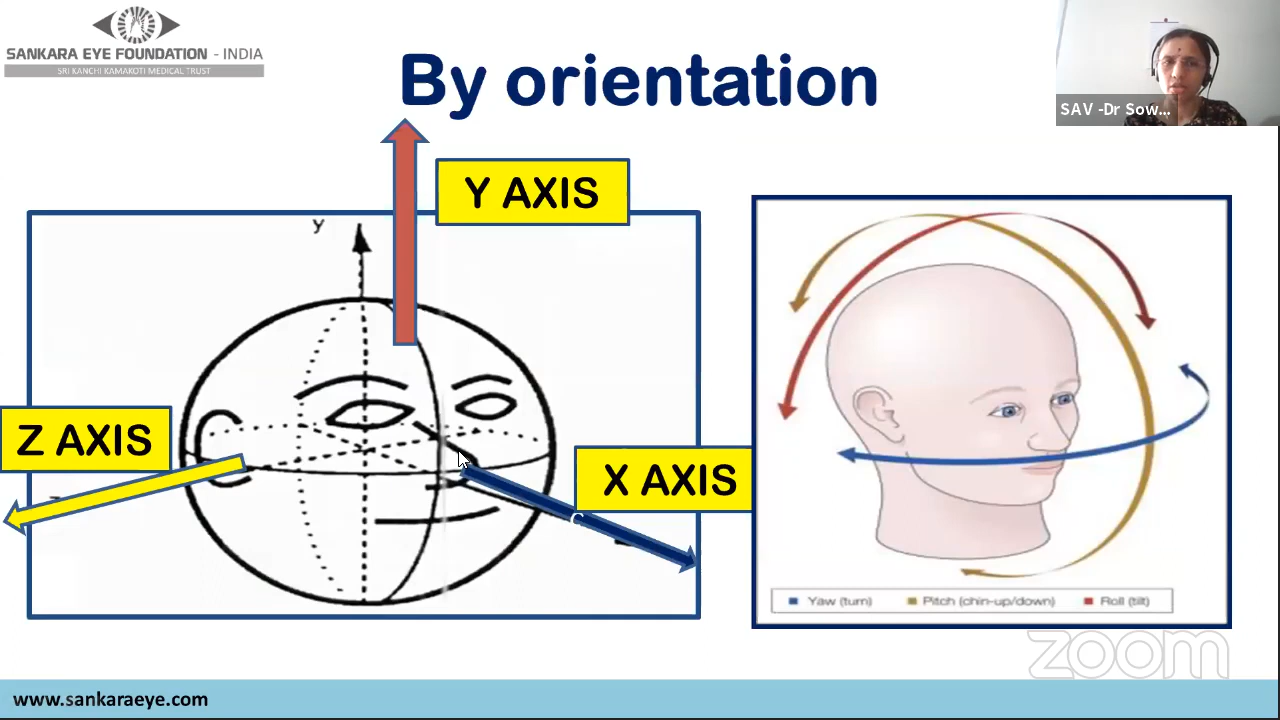 SANKARA EYE FOUNDATION - INDIA
SRI KANCHI KAMAKOTI MEDICAL TRUST
By orientation
SAV -Dr Sow...
Y AXIS
y
Z AXIS
X AXIS
Yaw (turn) Pitch (chin-up/down) Roll (tilt)
zoom
www.sankaraeye.com